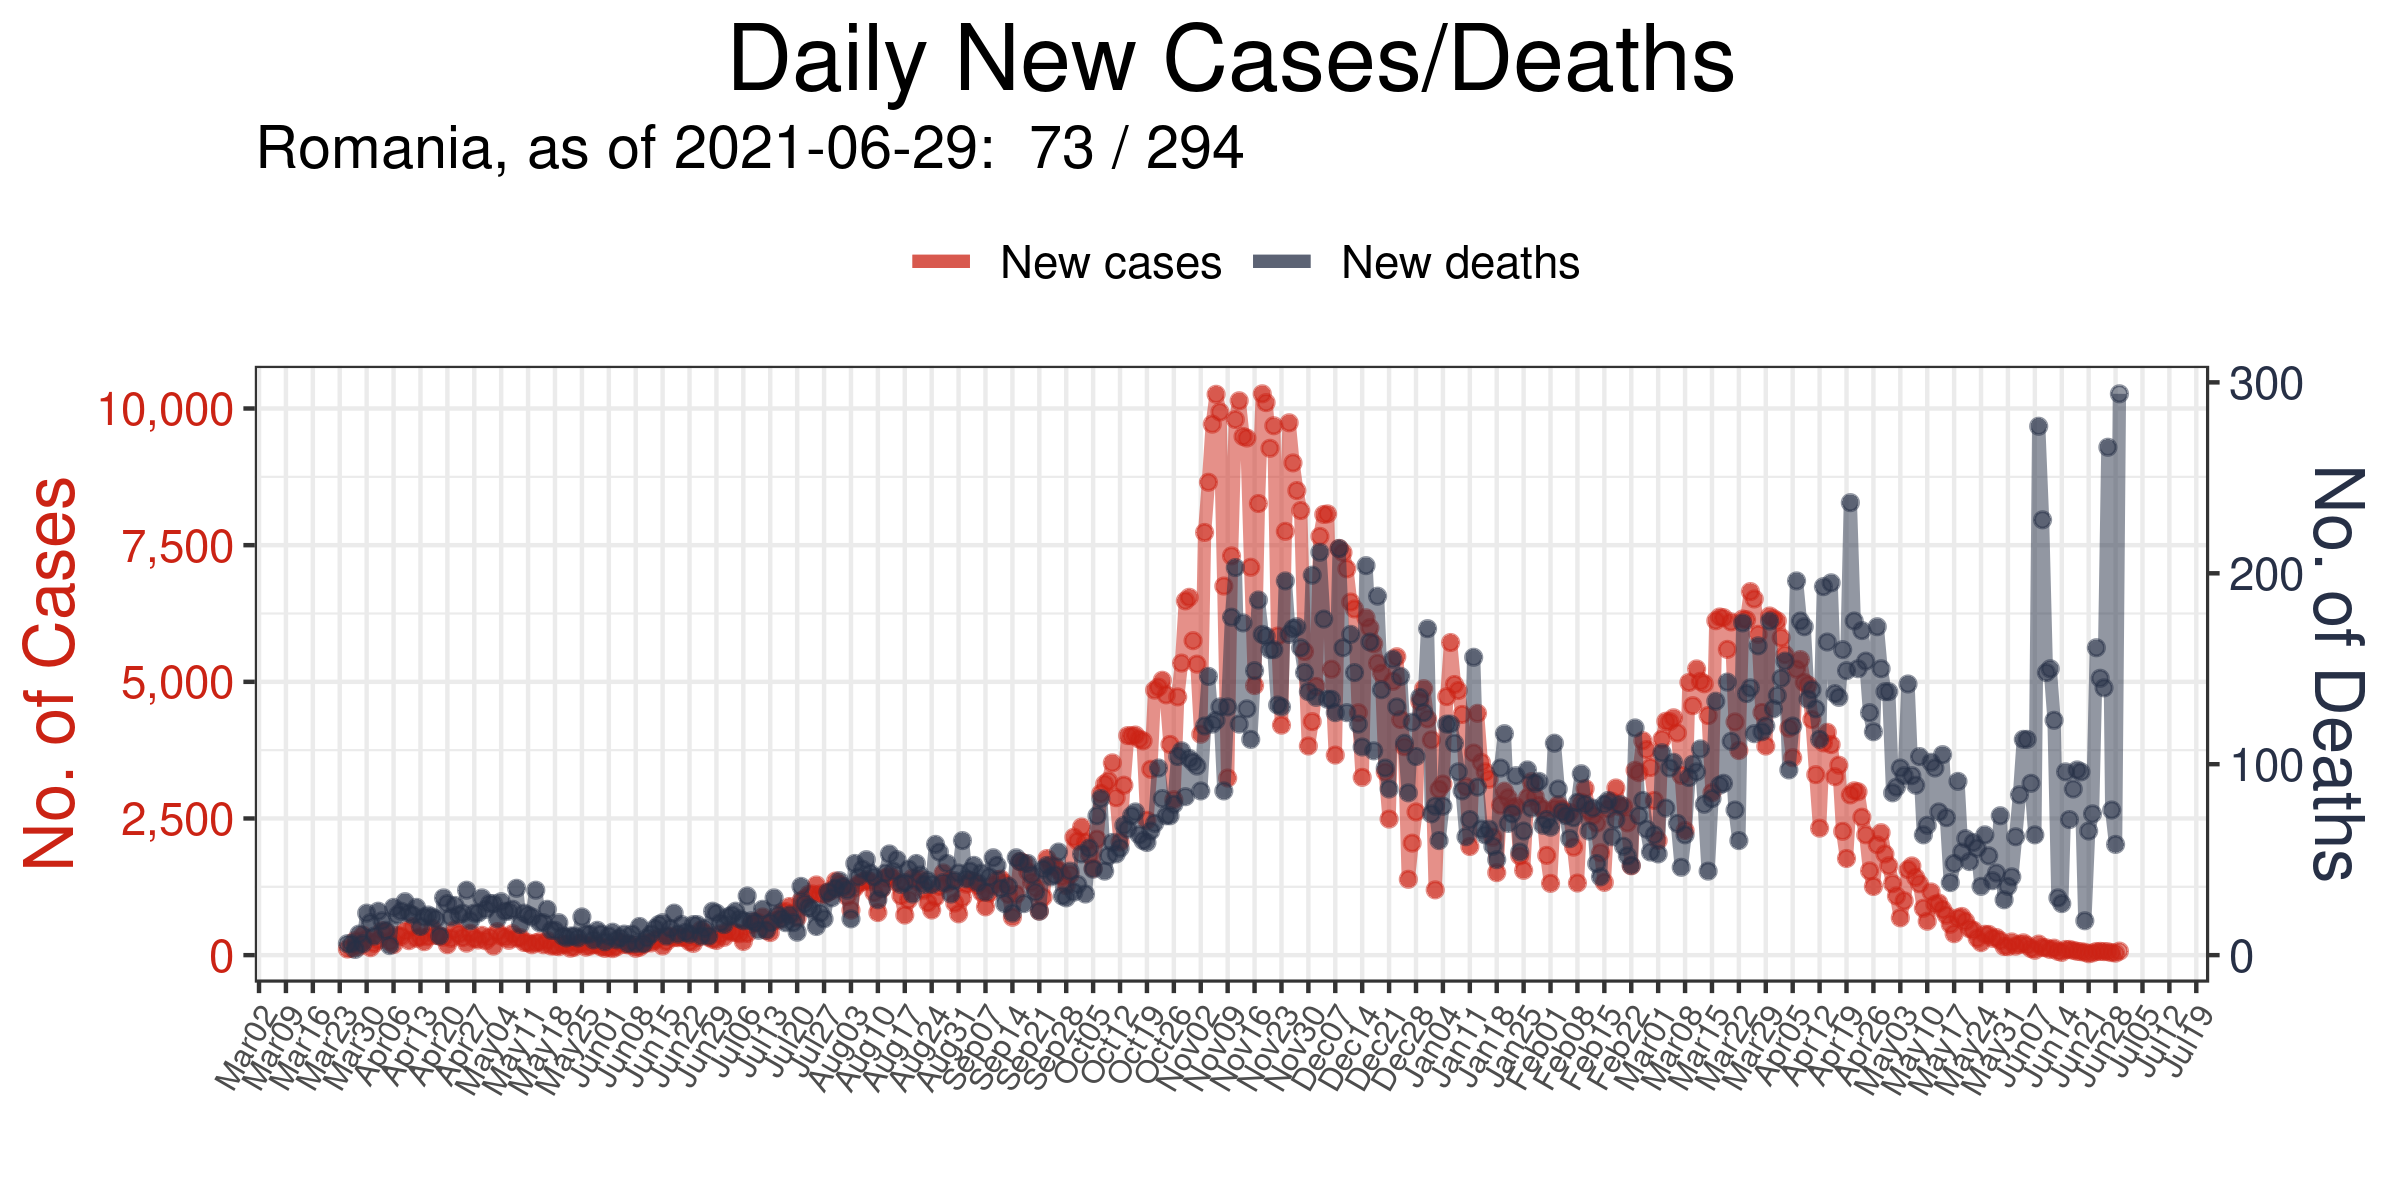 Daily New Cases/Deaths
Romania, as of 2021-06-29: 73 / 294
New cases
New deaths
No. of Cases
10,000
7,500
5,000
2,500
0
300
200
100
0
No. of Deaths
Mar02
Mar09
Mar16
Mar23
Mar30
Apr06
Apr13
Apr20
Apr27
May04
May11
May18
May25
Jun01
Jun08
Jun15
Jun22
Jun29
Jul06
Jul13
Jul20
Jul27
Aug03
Aug10
Aug17
Aug24
Aug31
Sep07
Sep14
Sep21
Sep28
Oct05
Oct12
Oct19
Oct26
Nov02
Nov09
Nov16
Nov23
Nov30
Dec07
Dec14
Dec21
Dec28
Jan04
Jan11
Jan18
Jan25
Feb01
Feb08
Feb15
Feb22
Mar01
Mar08
Mar15
Mar22
Mar29
Apr05
Apr12
Apr19
Apr26
May03
May10
May17
May24
May31
Jun07
Jun14
Jun21
Jun28
Jul05
Jul12
Jul19